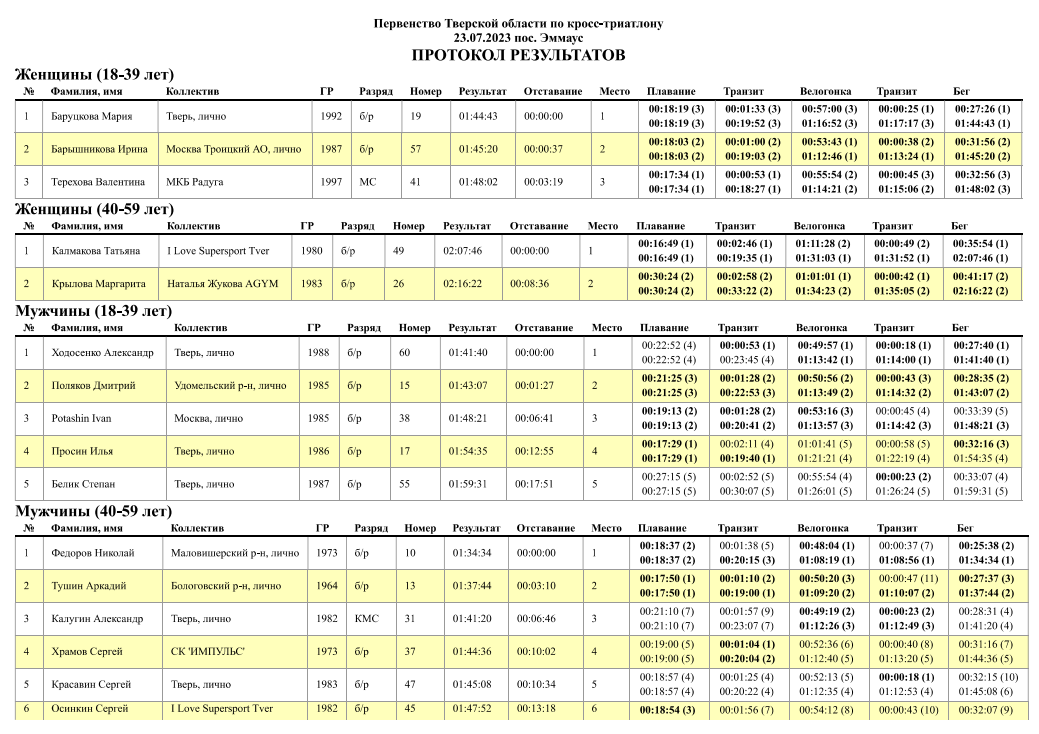 Первенство Тверской области по кросс-триатлону
23.07.2023 пос. Эммаус
ПРОТОКОЛ РЕЗУЛЬТАТОВ
Женщины (18-39 лет)
№ Фамилия, имя Коллектив ГР Разряд Номер Результат Отставание Место Плавание Транзит Велогонка Транзит Бег
1 Баруцкова Мария Тверь, лично 1992 б/р 19 01:44:43 00:00:00 1 00:18:19 (3) 00:01:33 (3) 00:57:00 (3) 00:00:25 (1) 00:27:26 (1)
00:18:19 (3) 00:19:52 (3) 01:16:52 (3) 01:17:17 (3) 01:44:43 (1)
2 Барышникова Ирина Москва Троицкий АО, лично 1987 б/р 57 01:45:20 00:00:37 2 00:18:03 (2) 00:01:00 (2) 00:53:43 (1) 00:00:38 (2) 00:31:56 (2)
00:18:03 (2) 00:19:03 (2) 01:12:46 (1) 01:13:24 (1) 01:45:20 (2)
3 Терехова Валентина МКБ Радуга 1997 МС 41 01:48:02 00:03:19 3 00:17:34 (1) 00:00:53 (1) 00:55:54 (2) 00:00:45 (3) 00:32:56 (3)
00:17:34 (1) 00:18:27 (1) 01:14:21 (2) 01:15:06 (2) 01:48:02 (3)
Женщины (40-59 лет)
№ Фамилия, имя Коллектив ГР Разряд Номер Результат Отставание Место Плавание Транзит Велогонка Транзит Бег
1 Калмакова Татьяна I Love Supersport Tver 1980 б/р 49 02:07:46 00:00:00 1 00:16:49 (1) 00:02:46 (1) 01:11:28 (2) 00:00:49 (2) 00:35:54 (1)
00:16:49 (1) 00:19:35 (1) 01:31:03 (1) 01:31:52 (1) 02:07:46 (1)
2 Крылова Маргарита Наталья Жукова AGYM 1983 б/р 26 02:16:22 00:08:36 2 00:30:24 (2) 00:02:58 (2) 01:01:01 (1) 00:00:42 (1) 00:41:17 (2)
00:30:24 (2) 00:33:22 (2) 01:34:23 (2) 01:35:05 (2) 02:16:22 (2)
Мужчины (18-39 лет)
№ Фамилия, имя Коллектив ГР Разряд Номер Результат Отставание Место Плавание Транзит Велогонка Транзит Бег
1 Ходосенко Александр Тверь, лично 1988 б/р 60 01:41:40 00:00:00 1 00:22:52 (4) 00:00:53 (1) 00:49:57 (1) 00:00:18 (1) 00:27:40 (1)
00:22:52 (4) 00:23:45 (4) 01:13:42 (1) 01:14:00 (1) 01:41:40 (1)
2 Поляков Дмитрий Удомельский р-н, лично 1985 б/р 15 01:43:07 00:01:27 2 00:21:25 (3) 00:01:28 (2) 00:50:56 (2) 00:00:43 (3) 00:28:35 (2)
00:21:25 (3) 00:22:53 (3) 01:13:49 (2) 01:14:32 (2) 01:43:07 (2)
3 Potashin Ivan Москва, лично 1985 б/р 38 01:48:21 00:06:41 3 00:19:13 (2) 00:01:28 (2) 00:53:16 (3) 00:00:45 (4) 00:33:39 (5)
00:19:13 (2) 00:20:41 (2) 01:13:57 (3) 01:14:42 (3) 01:48:21 (3)
4 Просин Илья Тверь, лично 1986 б/р 17 01:54:35 00:12:55 4 00:17:29 (1) 00:02:11 (4) 01:01:41 (5) 00:00:58 (5) 00:32:16 (3)
00:17:29 (1) 00:19:40 (1) 01:21:21 (4) 01:22:19 (4) 01:54:35 (4)
5 Белик Степан Тверь, лично 1987 б/р 55 01:59:31 00:17:51 5 00:27:15 (5) 00:02:52 (5) 00:55:54 (4) 00:00:23 (2) 00:33:07 (4)
00:27:15 (5) 00:30:07 (5) 01:26:01 (5) 01:26:24 (5) 01:59:31 (5)
Мужчины (40-59 лет)
№ Фамилия, имя Коллектив ГР Разряд Номер Результат Отставание Место Плавание Транзит Велогонка Транзит Бег
1 Федоров Николай Маловишерский р-н, лично 1973 б/р 10 01:34:34 00:00:00 1 00:18:37 (2) 00:01:38 (5) 00:48:04 (1) 00:00:37 (7) 00:25:38 (2)
00:18:37 (2) 00:20:15 (3) 01:08:19 (1) 01:08:56 (1) 01:34:34 (1)
2 Тушин Аркадий Бологовский р-н, лично 1964 б/р 13 01:37:44 00:03:10 2 00:17:50 (1) 00:01:10 (2) 00:50:20 (3) 00:00:47 (11) 00:27:37 (3)
00:17:50 (1) 00:19:00 (1) 01:09:20 (2) 01:10:07 (2) 01:37:44 (2)
3 Калугин Александр Тверь, лично 1982 КМС 31 01:41:20 00:06:46 3 00:21:10 (7) 00:01:57 (9) 00:49:19 (2) 00:00:23 (2) 00:28:31 (4)
00:21:10 (7) 00:23:07 (7) 01:12:26 (3) 01:12:49 (3) 01:41:20 (4)
4 Храмов Сергей СК 'ИМПУЛЬС' 1973 б/р 37 01:44:36 00:10:02 4 00:19:00 (5) 00:01:04 (1) 00:52:36 (6) 00:00:40 (8) 00:31:16 (7)
00:19:00 (5) 00:20:04 (2) 01:12:40 (5) 01:13:20 (5) 01:44:36 (5)
5 Красавин Сергей Тверь, лично 1983 б/р 47 01:45:08 00:10:34 5 00:18:57 (4) 00:01:25 (4) 00:52:13 (5) 00:00:18 (1) 00:32:15 (10)
00:18:57 (4) 00:20:22 (4) 01:12:35 (4) 01:12:53 (4) 01:45:08 (6)
6 Осинкин Сергей I Love Supersport Tver 1982 б/р 45 01:47:52 00:13:18 6 00:18:54 (3) 00:01:56 (7) 00:54:12 (8) 00:00:43 (10) 00:32:07 (9)